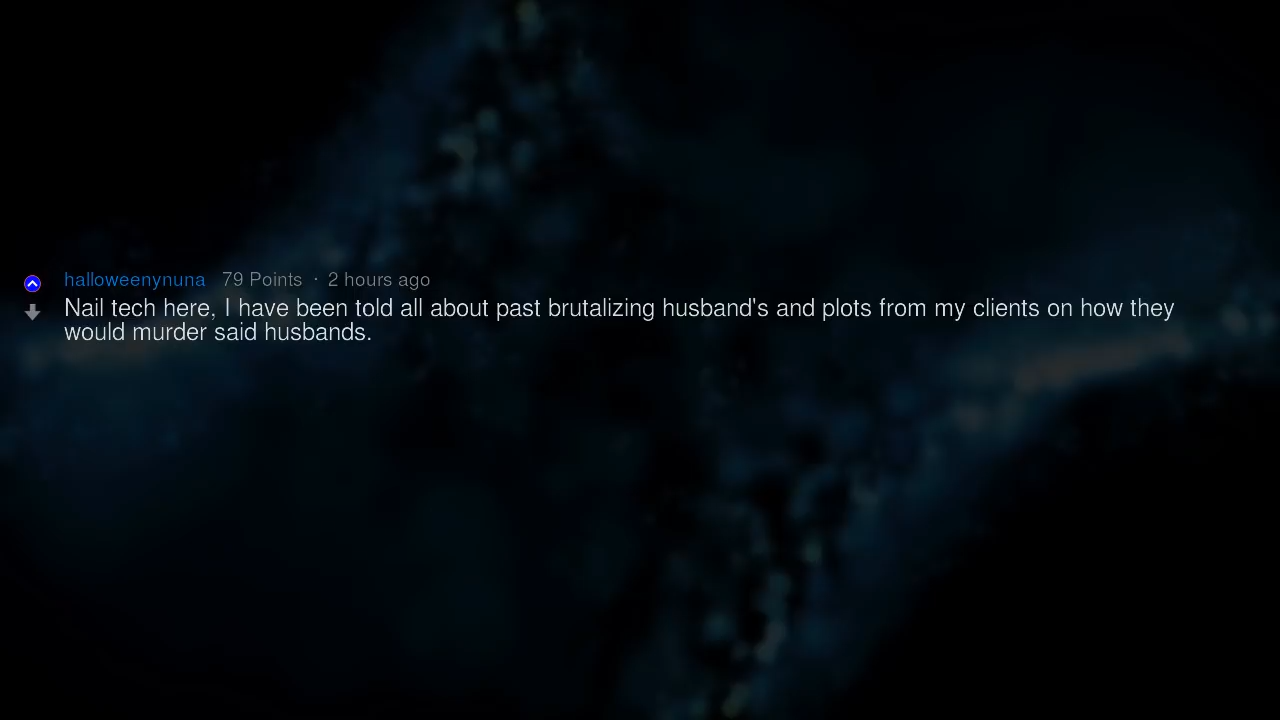 halloweenynuna 79 Points · 2 hours ago
Nail tech here, I have been told all about past brutalizing husband's and plots from my clients on how they
would murder said husbands.